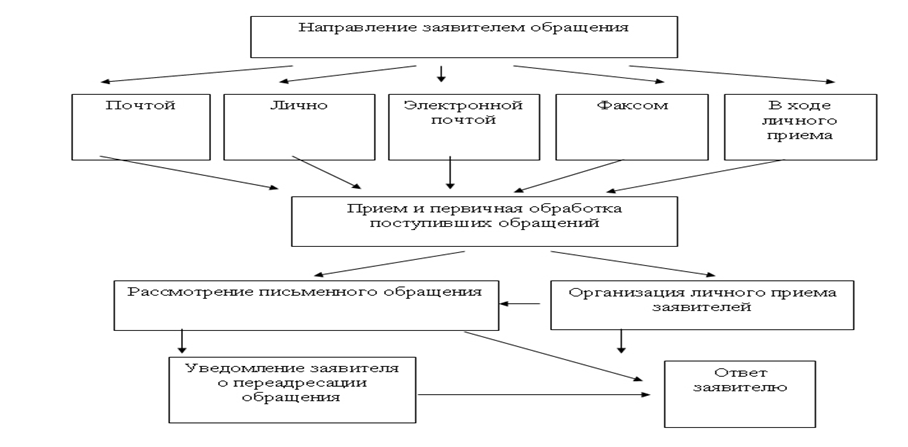 Направление заявителем обращения
Почтой
Лично
Электронной
почтой
Факсом
В ходе
личного
приема
Прием и первичная обработка
поступивших обращений
Рассмотрение письменного обращения
Организация личного приема
заявителей
Уведомление заявителя
о переадресации
обращения
Ответ
заявителю